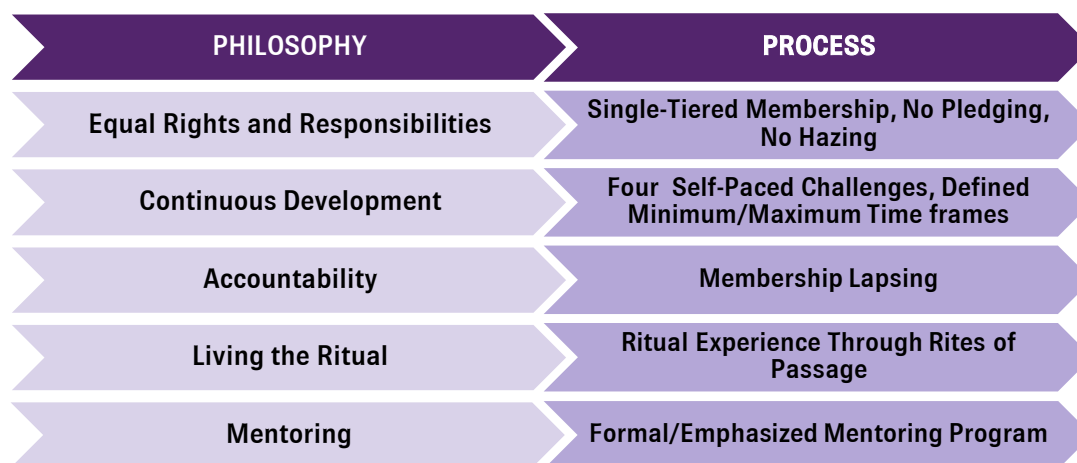 PHILOSOPHY
PROCESS
Equal Rights and Responsibilities
Single-Tiered Membership, No Pledging,
No Hazing
Continuous Development
Four Self-Paced Challenges, Defined
Minimum/Maximum Time frames
Accountability
Membership Lapsing
Living the Ritual
Ritual Experience Through Rites of
Passage
Mentoring
Formal/Emphasized Mentoring Program